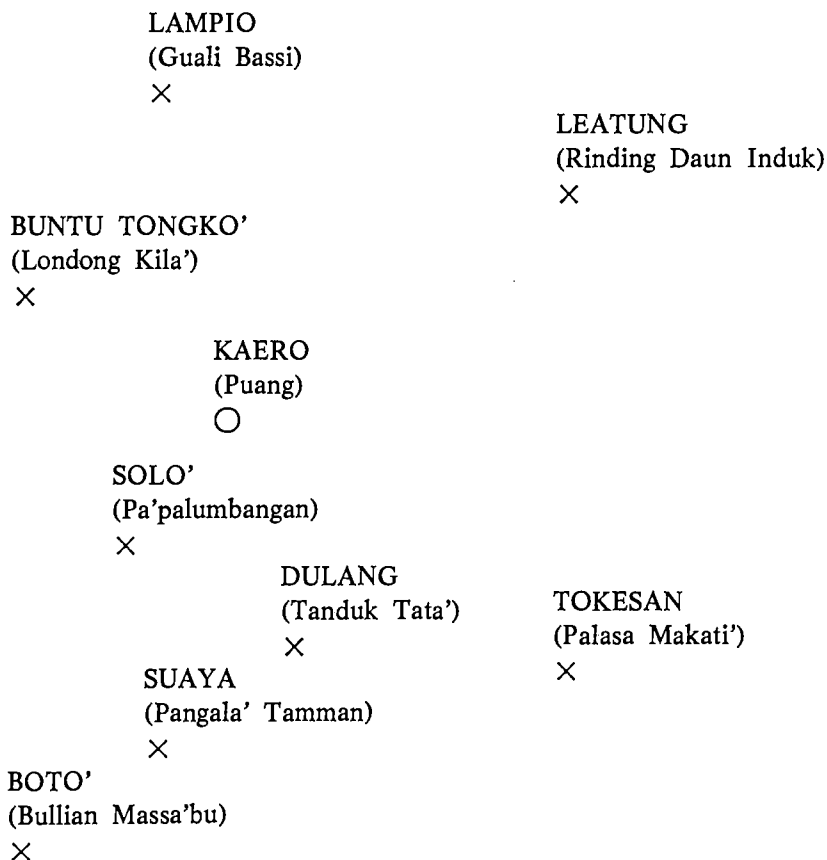 LAMPIO
(Guali Bassi)
LEATUNG
(Rinding Daun Induk)
BUNTU TONGKO’
(Londong Kila’)
KAERO
(Puang)
SOLO’
(Pa’palumbangan)
DULANG
(Tanduk Tata’)
TOKESAN
(Palasa Makati’)
SUAYA
(Pangala’ Tamman)
BOTO’
(Bullian Massa’bu)